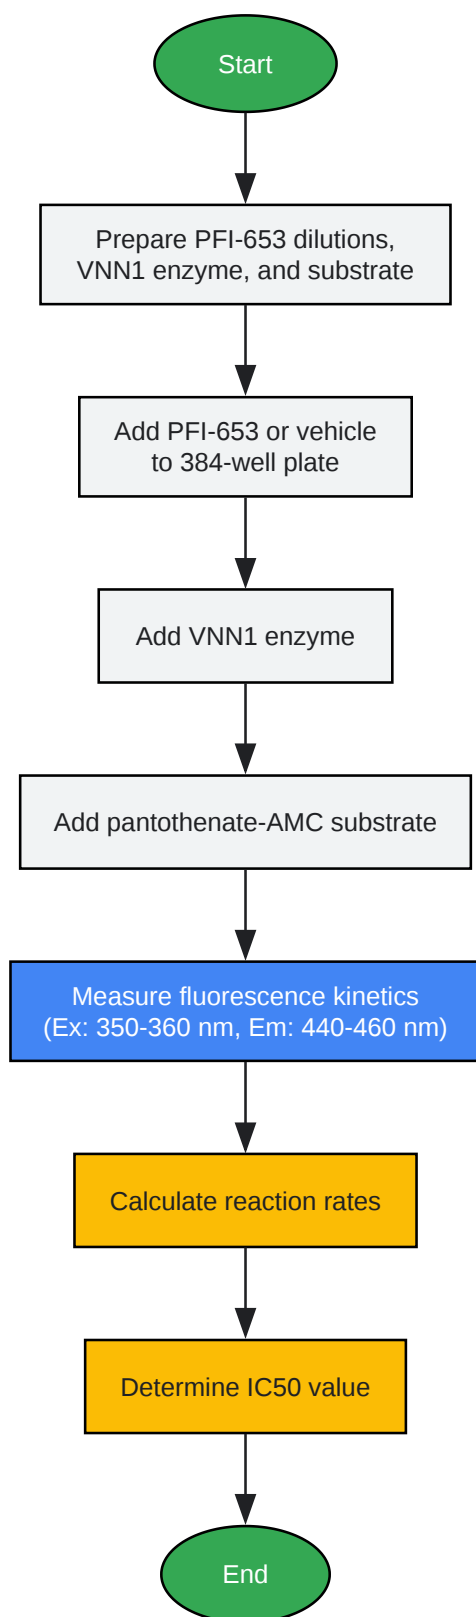 Start
Prepare PFI-653 dilutions,
VNN1 enzyme, and substrate
Add PFI-653 or vehicle
to 384-well plate
Add VNN1 enzyme
Add pantothenate-AMC substrate
Measure fluorescence kinetics
(Ex: 350-360 nm, Em: 440-460 nm)
Calculate reaction rates
Determine IC50 value
End